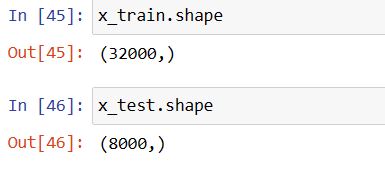 In [45]: x_train.shape
Out[45]: (32000,)
In [46]: x_test.shape
Out[46]: (8000,)